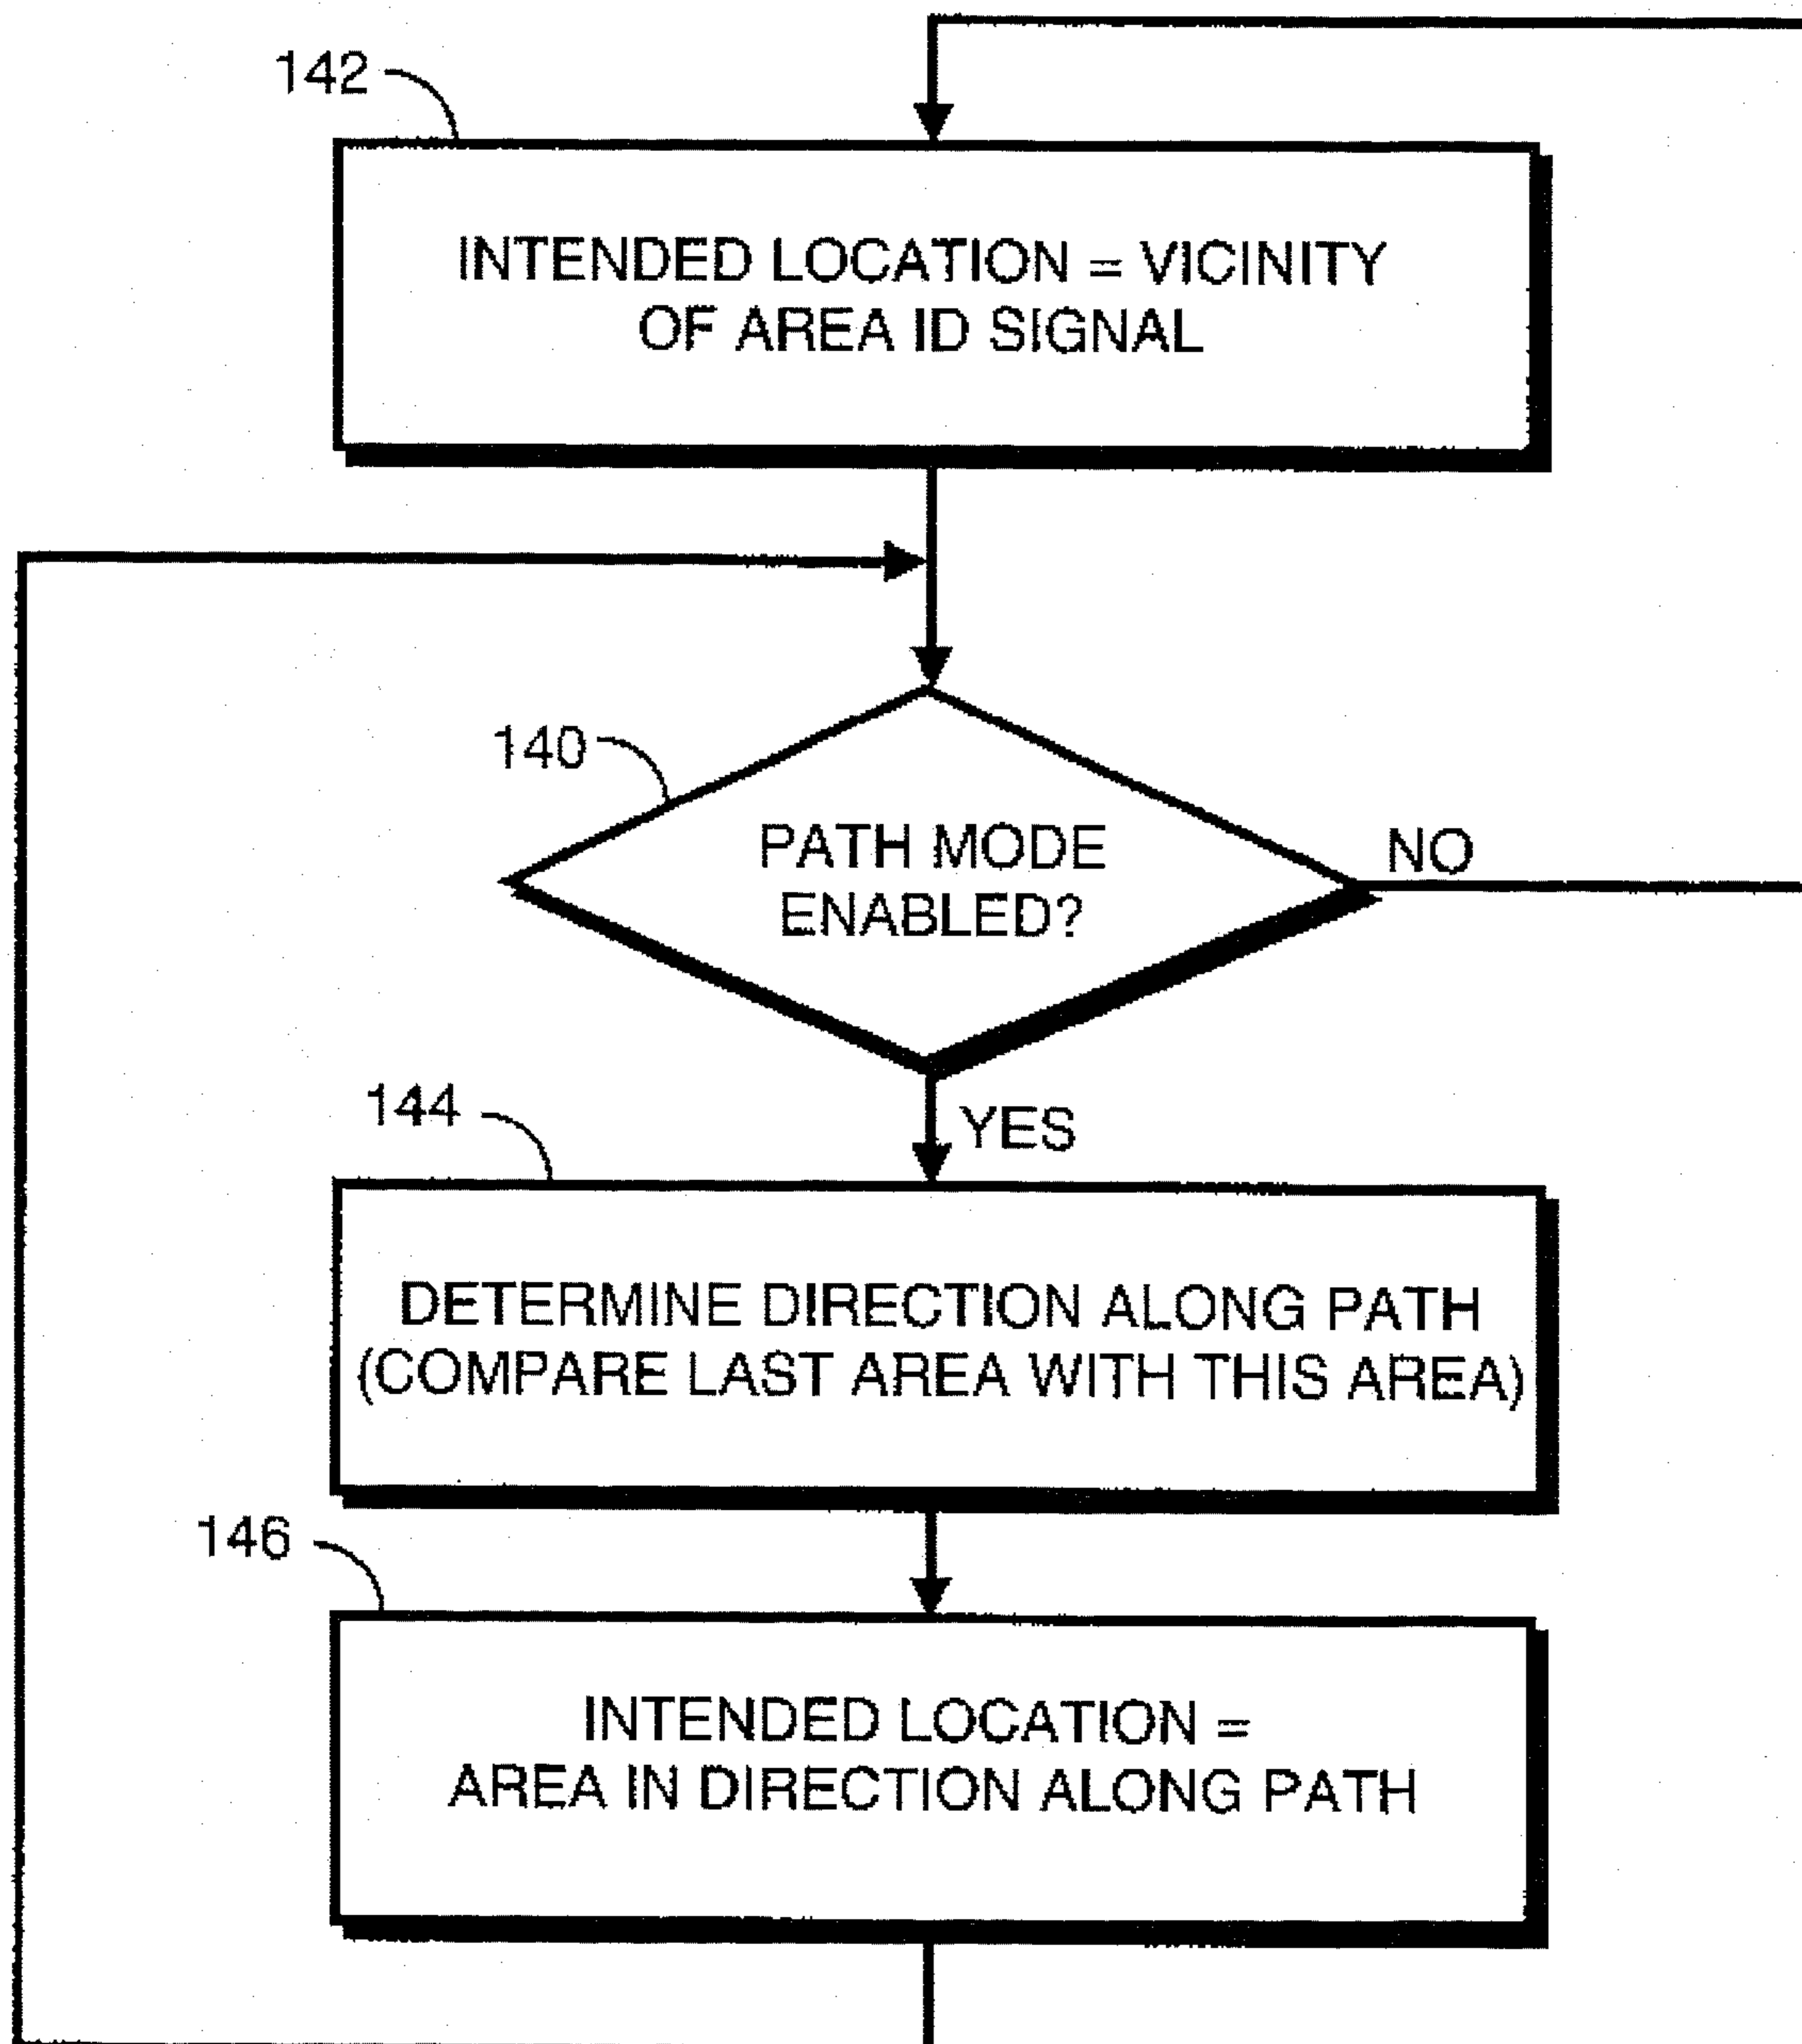 142
INTENDED LOCATION = VICINITY
OF AREA ID SIGNAL
140
PATH MODE
ENABLED?
NO
YES
144
DETERMINE DIRECTION ALONG PATH
(COMPARE LAST AREA WITH THIS AREA)
146
INTENDED LOCATION =
AREA IN DIRECTION ALONG PATH